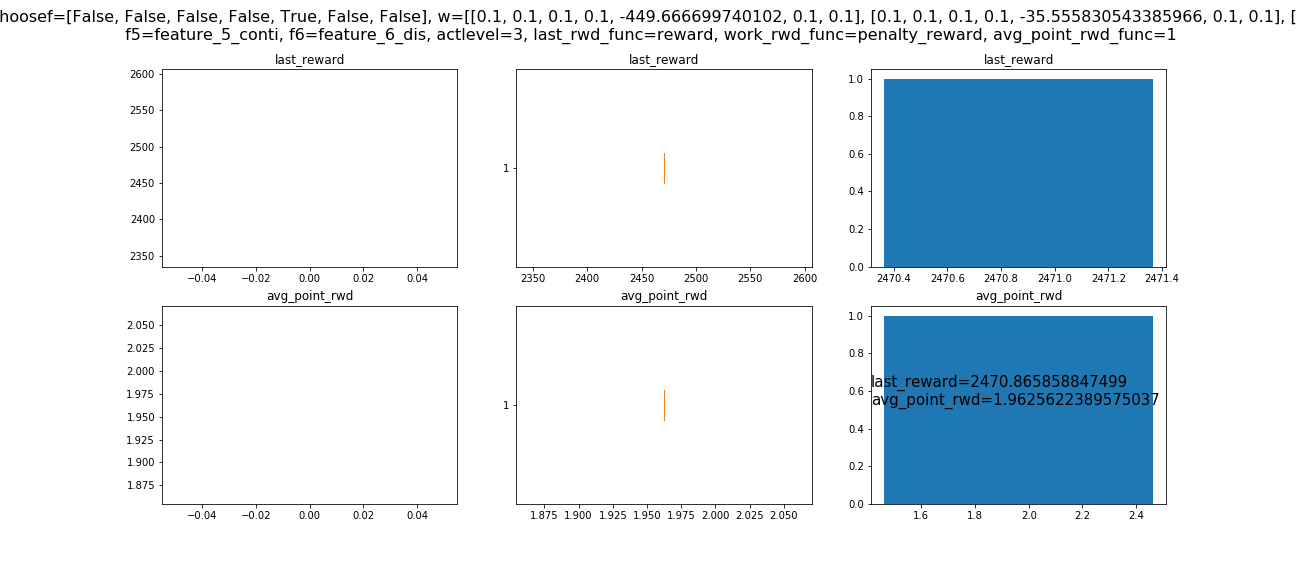 hoosef=[False, False, False, False, True, False, False], w=[[0.1, 0.1, 0.1, 0.1, -449.666699740102, 0.1, 0.1], [0.1, 0.1, 0.1, 0.1, -35.555830543385966, 0.1, 0.1], [
f5=feature_5_conti, f6=feature_6_dis, actlevel=3, last_rwd_func=reward, work_rwd_func=penalty_reward, avg_point_rwd_func=1
last_reward
2600
2550
2500
2450
2400
2350
−0.04 −0.02 0.00 0.02 0.04
last_reward
1
2350 2400 2450 2500 2550 2600
last_reward
1.0
0.8
0.6
0.4
0.2
0.0
2470.4 2470.6 2470.8 2471.0 2471.2 2471.4
avg_point_rwd
2.050
2.025
2.000
1.975
1.950
1.925
1.900
1.875
−0.04 −0.02 0.00 0.02 0.04
avg_point_rwd
1
1.875 1.900 1.925 1.950 1.975 2.000 2.025 2.050
avg_point_rwd
1.0
0.8
0.6
0.4
0.2
0.0
last_reward=2470.865858847499
avg_point_rwd=1.9625622389575037
1.6 1.8 2.0 2.2 2.4